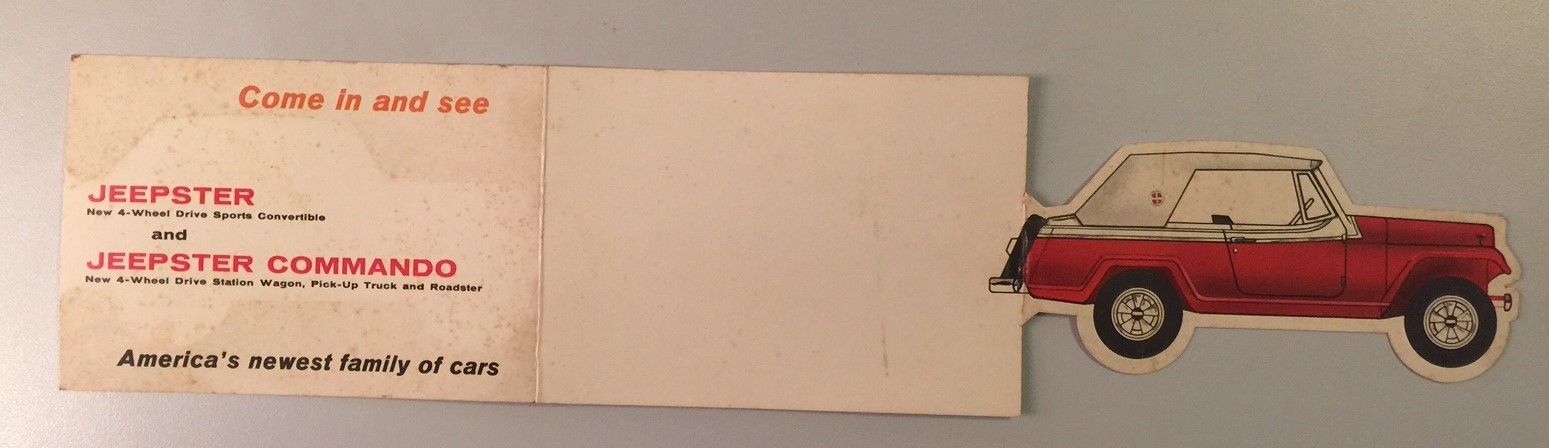 Come in and see
JEEPSTER
New 4-Wheel Drive Sports Convertible
and
JEEPSTER COMMANDO
New 4-Wheel Drive Station Wagon, Pick-Up Truck and Roadster
America's newest family of cars